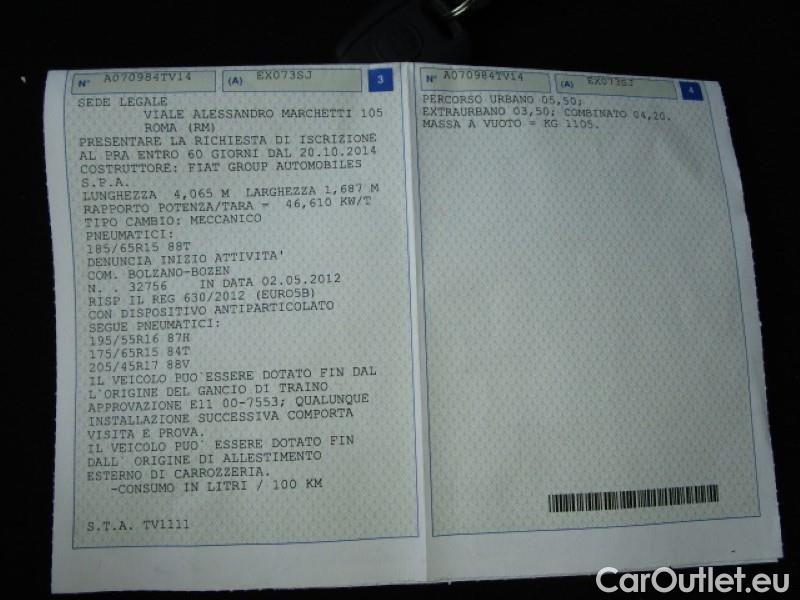 N° A070984TV14 (A) EX073SJ 3
SEDE LEGALE
VIALE ALESSANDRO MARCHETTI 105
ROMA (RM)
PRESENTARE LA RICHIESTA DI ISCRIZIONE
AL PRA ENTRO 60 GIORNI DAL 20.10.2014
COSTRUTTORE: FIAT GROUP AUTOMOBILES
S.P.A.
LUNGHEZZA 4,065 M LARGHEZZA 1,687 M
RAPPORTO POTENZA/TARA = 46,610 KW/T
TIPO CAMBIO: MECCANICO
PNEUMATICI:
185/65R15 88T
DENUNCIA INIZIO ATTIVITA'
COM. BOLZANO-BOZEN
N. . 32756 IN DATA 02.05.2012
RISP IL REG 630/2012 (EURO5B)
CON DISPOSITIVO ANTIPARTICOLATO
SEGUE PNEUMATICI:
195/55R16 87H
175/65R15 84T
205/45R17 88V
IL VEICOLO PUO`ESSERE DOTATO FIN DAL
L'ORIGINE DEL GANCIO DI TRAINO
APPROVAZIONE E11 00-7553; QUALUNQUE
INSTALLAZIONE SUCCESSIVA COMPORTA
VISITA E PROVA.
IL VEICOLO PUO` ESSERE DOTATO FIN
DALL` ORIGINE DI ALLESTIMENTO
ESTERNO DI CARROZZERIA.
-CONSUMO IN LITRI / 100 KM
S.T.A. TV1111
N° A070984TV14 (A) EX073SJ 4
PERCORSO URBANO 05,50;
EXTRAURBANO 03,50; COMBINATO 04,20.
MASSA A VUOTO = KG 1105.
CarOutlet.eu